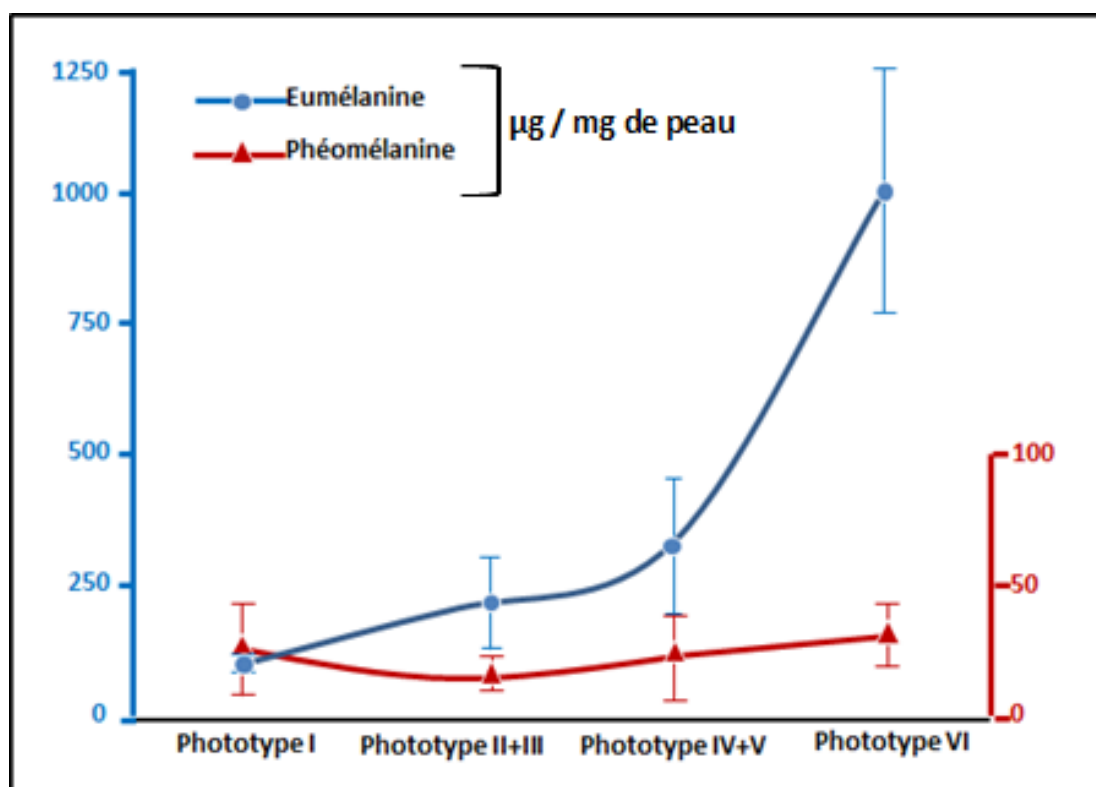 1250
1000
750
500
250
0
Eumélanine
Phéomélanine
µg / mg de peau
100
50
0
Phototype I
Phototype II+III
Phototype IV+V
Phototype VI